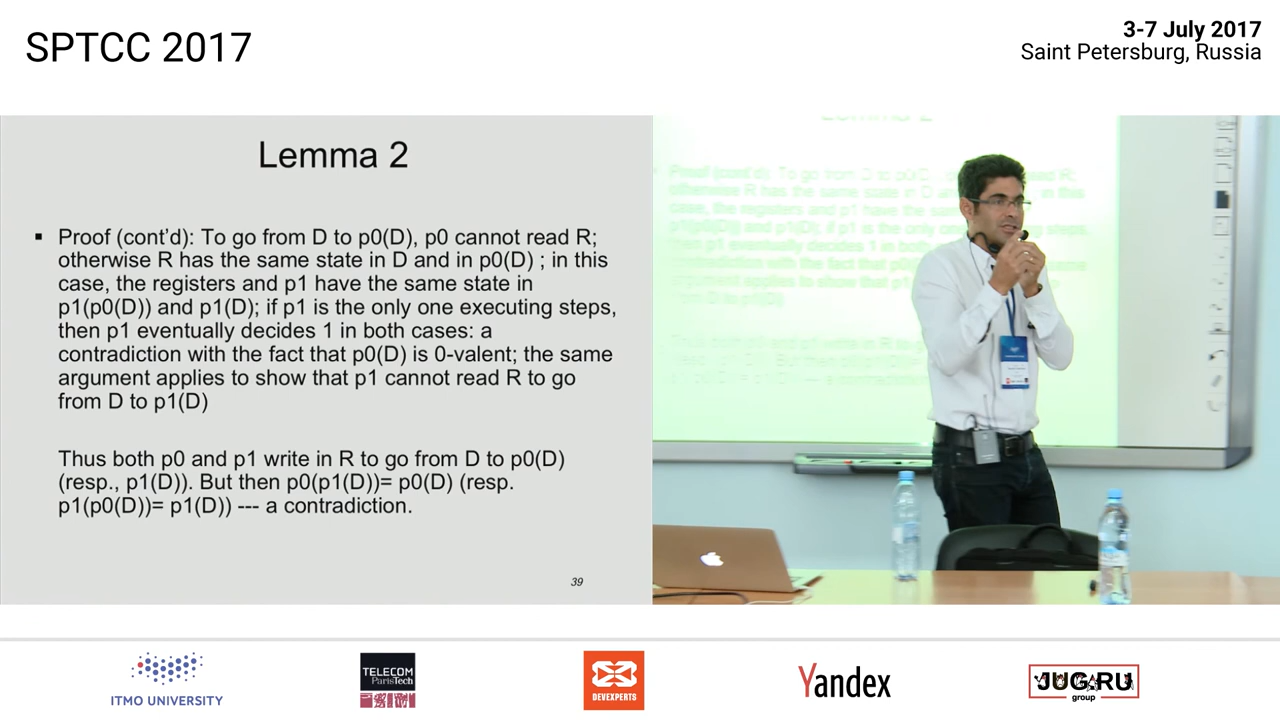 SPTCC 2017
3-7 July 2017
Saint Petersburg, Russia
Lemma 2
▪ Proof (cont'd): To go from D to p0(D), p0 cannot read R;
otherwise R has the same state in D and in p0(D) ; in this
case, the registers and p1 have the same state in
p1(p0(D)) and p1(D); if p1 is the only one executing steps,
then p1 eventually decides 1 in both cases: a
contradiction with the fact that p0(D) is 0-valent; the same
argument applies to show that p1 cannot read R to go
from D to p1(D)
Thus both p0 and p1 write in R to go from D to p0(D)
(resp., p1(D)). But then p0(p1(D))= p0(D) (resp.
p1(p0(D))= p1(D)) --- a contradiction.
39
ITMO UNIVERSITY
TELECOM
ParisTech
DEVEXPERTS
Yandex
JUG.RU
group